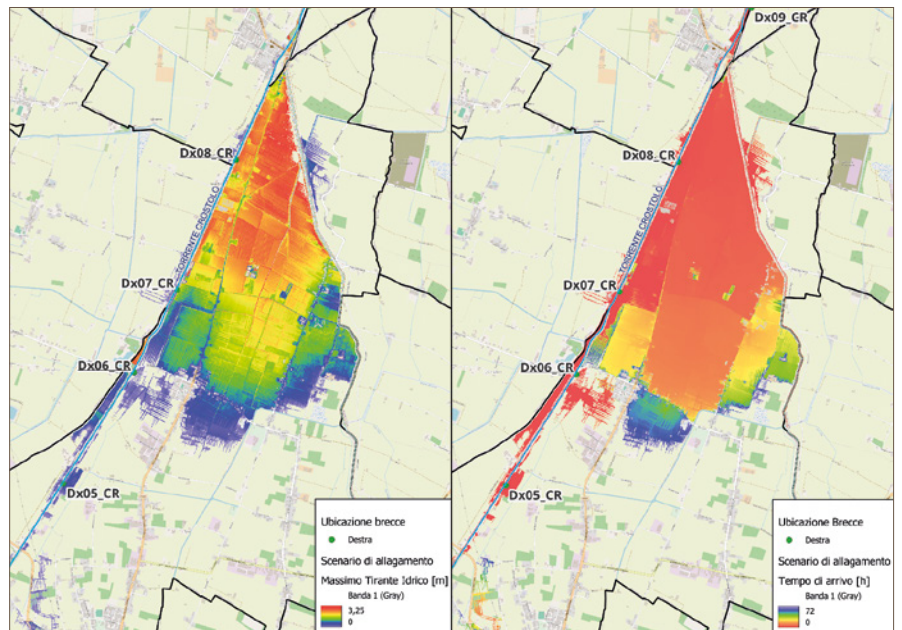 Dx08_CR
TORRENTE CROSTOLO
Dx07_CR
Dx06_CR
Dx05_CR
Ubicazione brecce
Destra
Scenario di allagamento
Massimo Tirante Idrico [m]
Banda 1 (Gray)
3,25
0
Dx09_CR
Dx08_CR
TORRENTE CROSTOLO
Dx07_CR
Dx06_CR
Dx05_CR
Ubicazione Brecce
Destra
Scenario di allagamento
Tempo di arrivo [h]
Banda 1 (Gray)
72
0